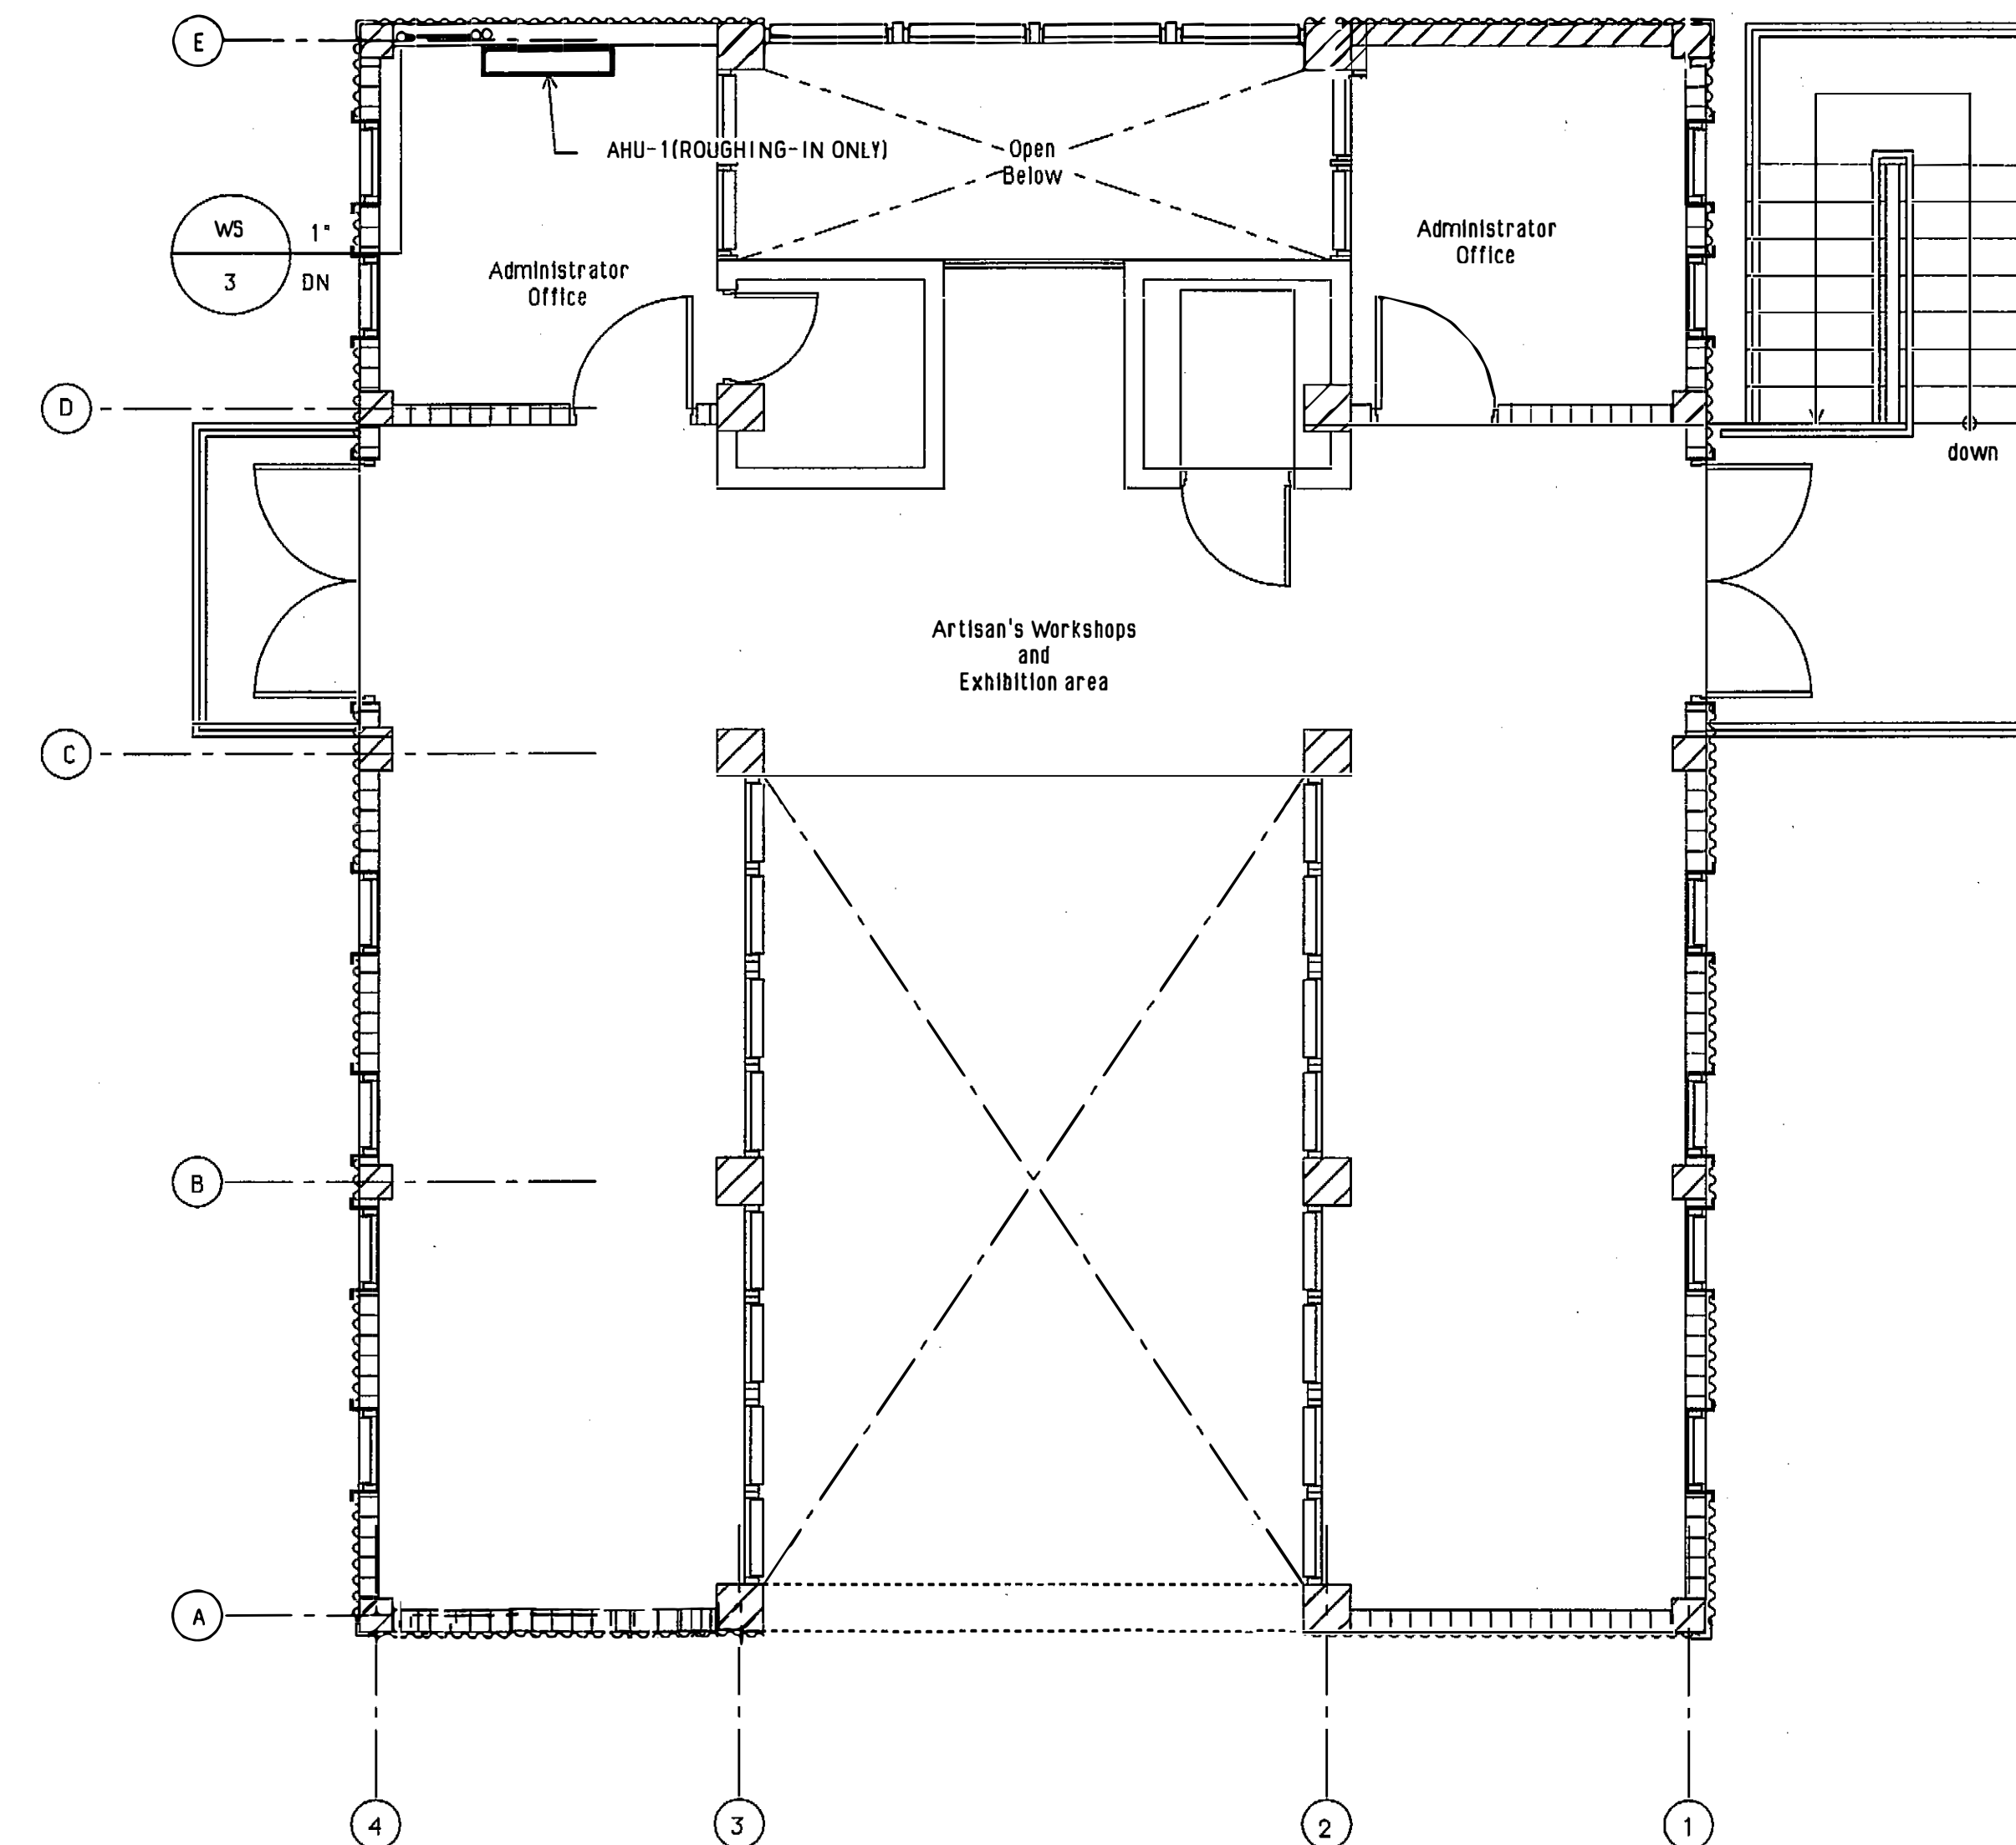 E
AHU-1(ROUGHING-IN ONLY)
Open
Below
WS
1"
3
DN
Administrator
Office
Administrator
Office
D
down
Artisan's Workshops
and
Exhibition area
C
B
A
4
3
2
1